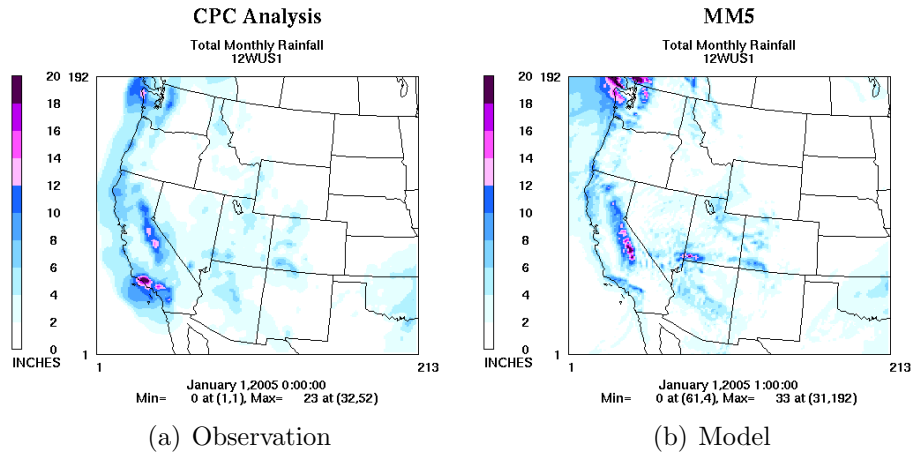 CPC Analysis
Total Monthly Rainfall
12WUS1
20
18
16
14
12
10
8
6
4
2
0
INCHES
192
1
1
213
January 1,2005 0:00:00
Min= 0 at (1,1), Max= 23 at (32,52)
(a) Observation
MM5
Total Monthly Rainfall
12WUS1
20
18
16
14
12
10
8
6
4
2
0
INCHES
192
1
1
213
January 1,2005 1:00:00
Min= 0 at (61,4), Max= 33 at (31,192)
(b) Model